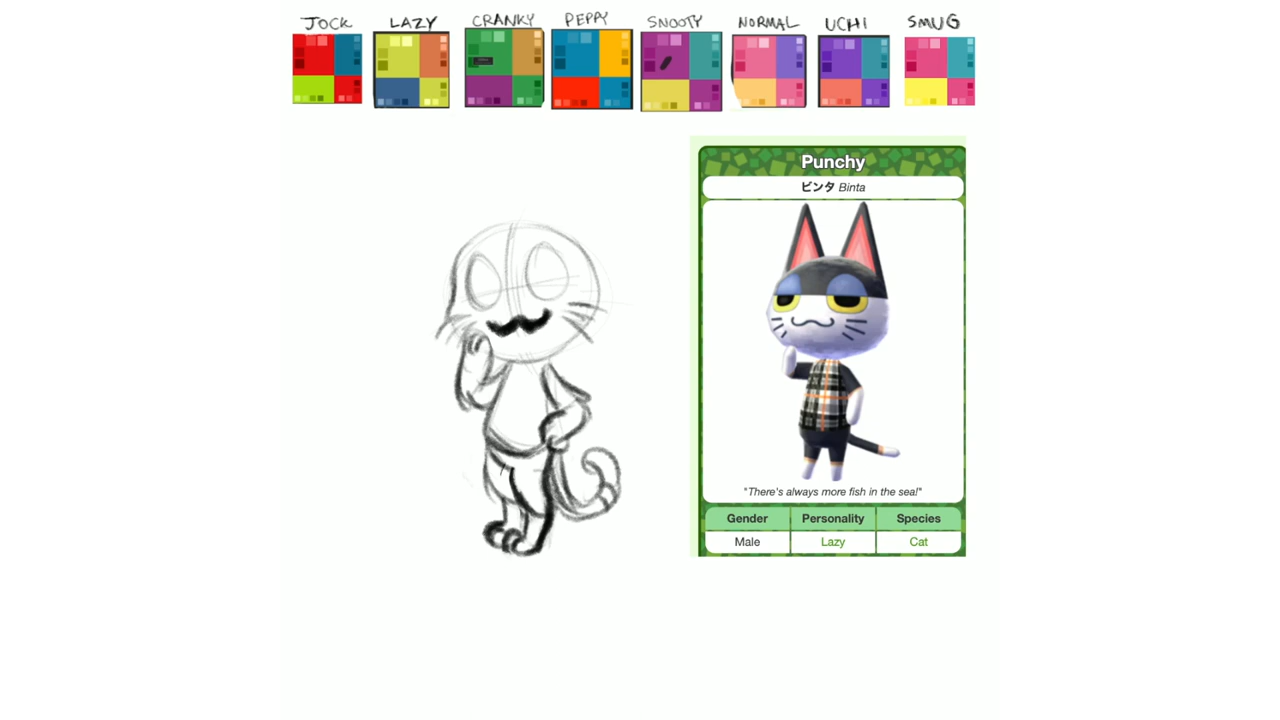 JOCK LAZY CRANKY PEPPY SNOOTY NORMAL UCHI SMUG
Punchy
ビンタ Binta
"There's always more fish in the sea!"
Gender Personality Species
Male Lazy Cat